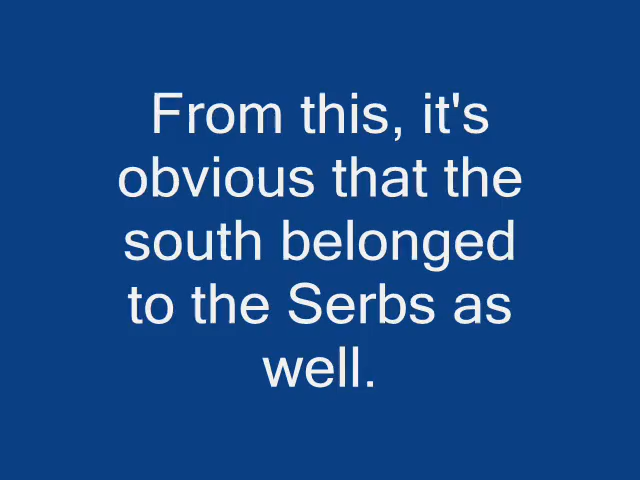 From this, it's
obvious that the
south belonged
to the Serbs as
well.